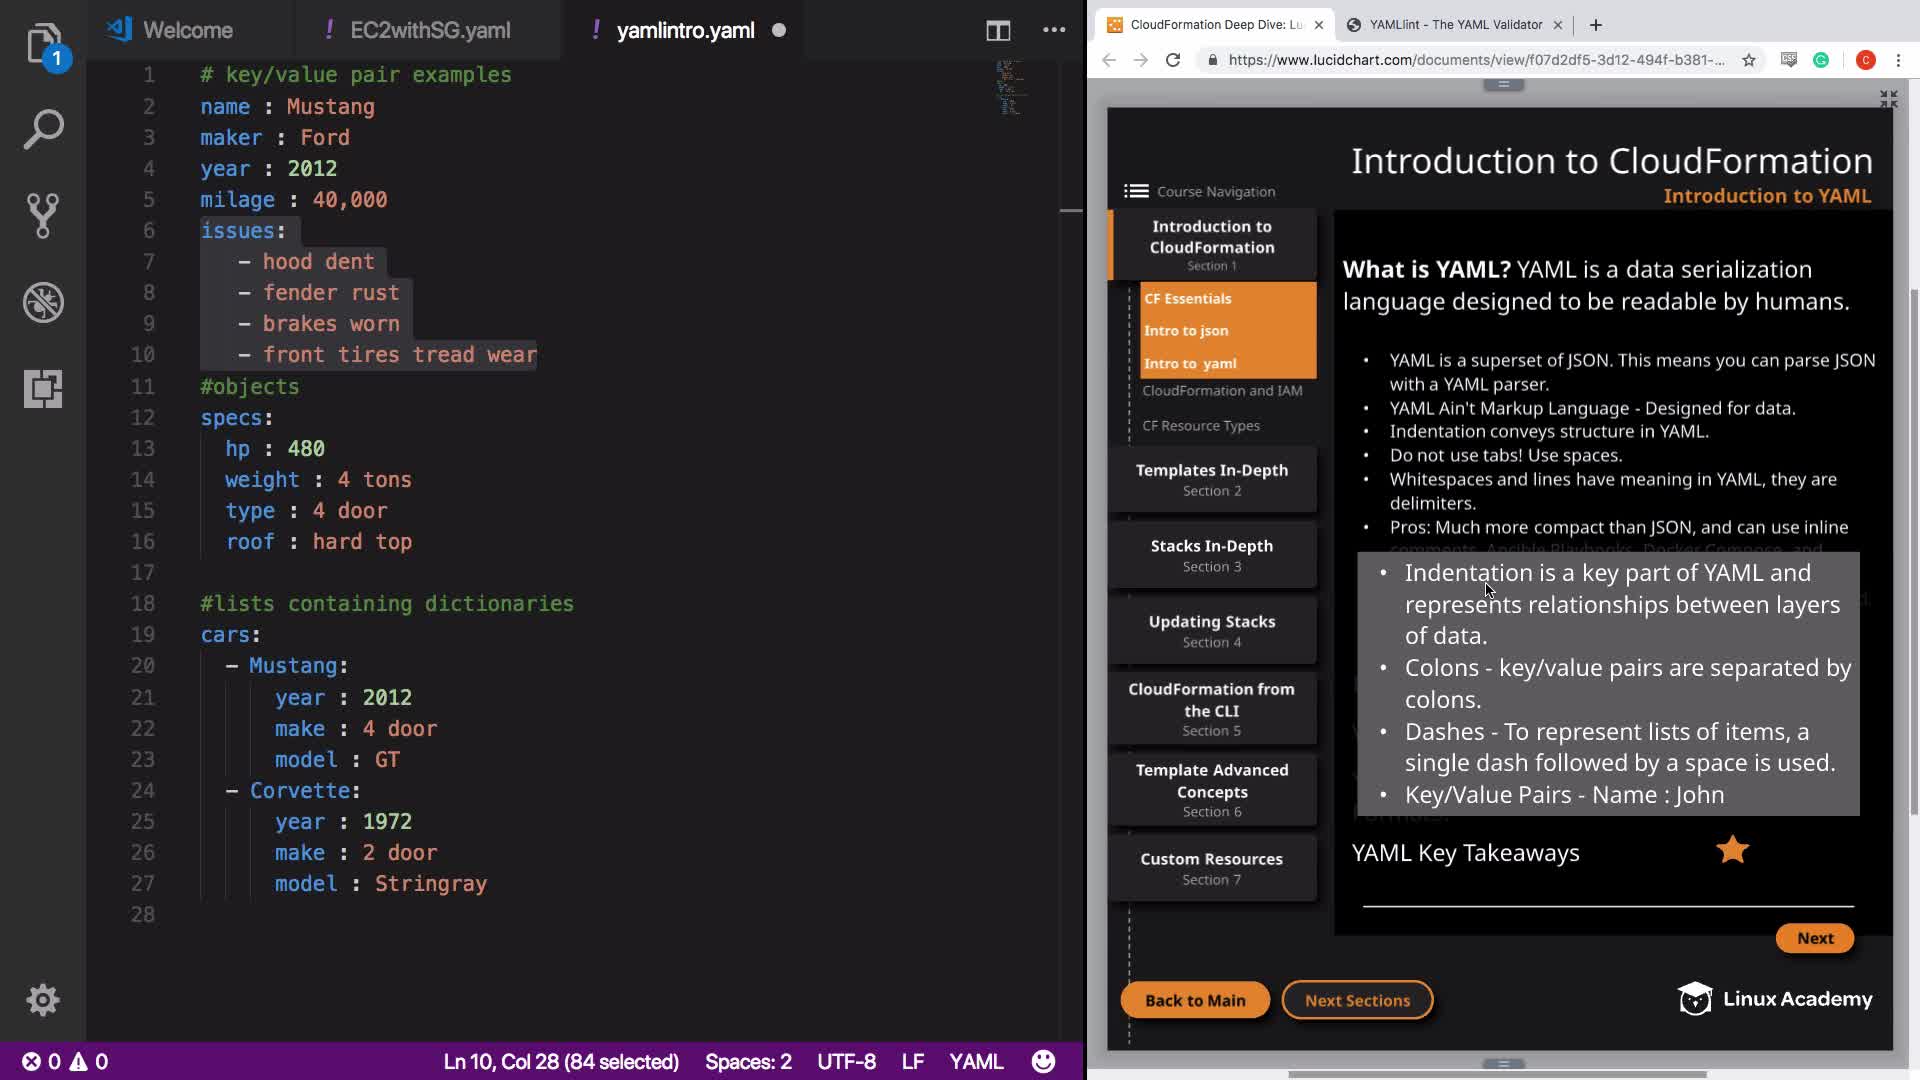 Welcome
! EC2withSG.yaml
! yamlintro.yaml
1
1 # key/value pair examples
2 name : Mustang
3 maker : Ford
4 year : 2012
5 milage : 40,000
6 issues:
7 - hood dent
8 - fender rust
9 - brakes worn
10 - front tires tread wear
11 #objects
12 specs:
13 hp : 480
14 weight : 4 tons
15 type : 4 door
16 roof : hard top
17
18 #lists containing dictionaries
19 cars:
20 - Mustang:
21 year : 2012
22 make : 4 door
23 model : GT
24 - Corvette:
25 year : 1972
26 make : 2 door
27 model : Stringray
28
0 0
Ln 10, Col 28 (84 selected)
Spaces: 2
UTF-8
LF
YAML
CloudFormation Deep Dive: Lu
YAMLlint - The YAML Validator
https://www.lucidchart.com/documents/view/f07d2df5-3d12-494f-b381-...
C
Introduction to CloudFormation
Introduction to YAML
Course Navigation
Introduction to
CloudFormation
Section 1
CF Essentials
Intro to json
Intro to yaml
CloudFormation and IAM
CF Resource Types
Templates In-Depth
Section 2
Stacks In-Depth
Section 3
Updating Stacks
Section 4
CloudFormation from
the CLI
Section 5
Template Advanced
Concepts
Section 6
Custom Resources
Section 7
What is YAML? YAML is a data serialization
language designed to be readable by humans.
• YAML is a superset of JSON. This means you can parse JSON
with a YAML parser.
• YAML Ain't Markup Language - Designed for data.
• Indentation conveys structure in YAML.
• Do not use tabs! Use spaces.
• Whitespaces and lines have meaning in YAML, they are
delimiters.
• Pros: Much more compact than JSON, and can use inline
comments, Ansible Playbooks, Docker Compose, and
• Indentation is a key part of YAML and
represents relationships between layers
of data.
• Colons - key/value pairs are separated by
colons.
• Dashes - To represent lists of items, a
single dash followed by a space is used.
• Key/Value Pairs - Name : John
YAML Key Takeaways
Next
Back to Main
Next Sections
Linux Academy